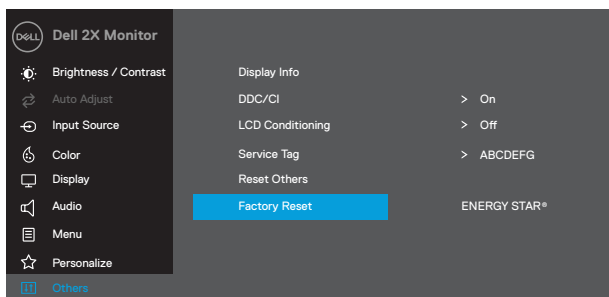 DELL Dell 2X Monitor
Brightness / Contrast Display Info
Auto Adjust DDC/CI > On
Input Source LCD Conditioning > Off
Color Service Tag > ABCDEFG
Display Reset Others
Audio Factory Reset ENERGY STAR®
Menu
Personalize
Others